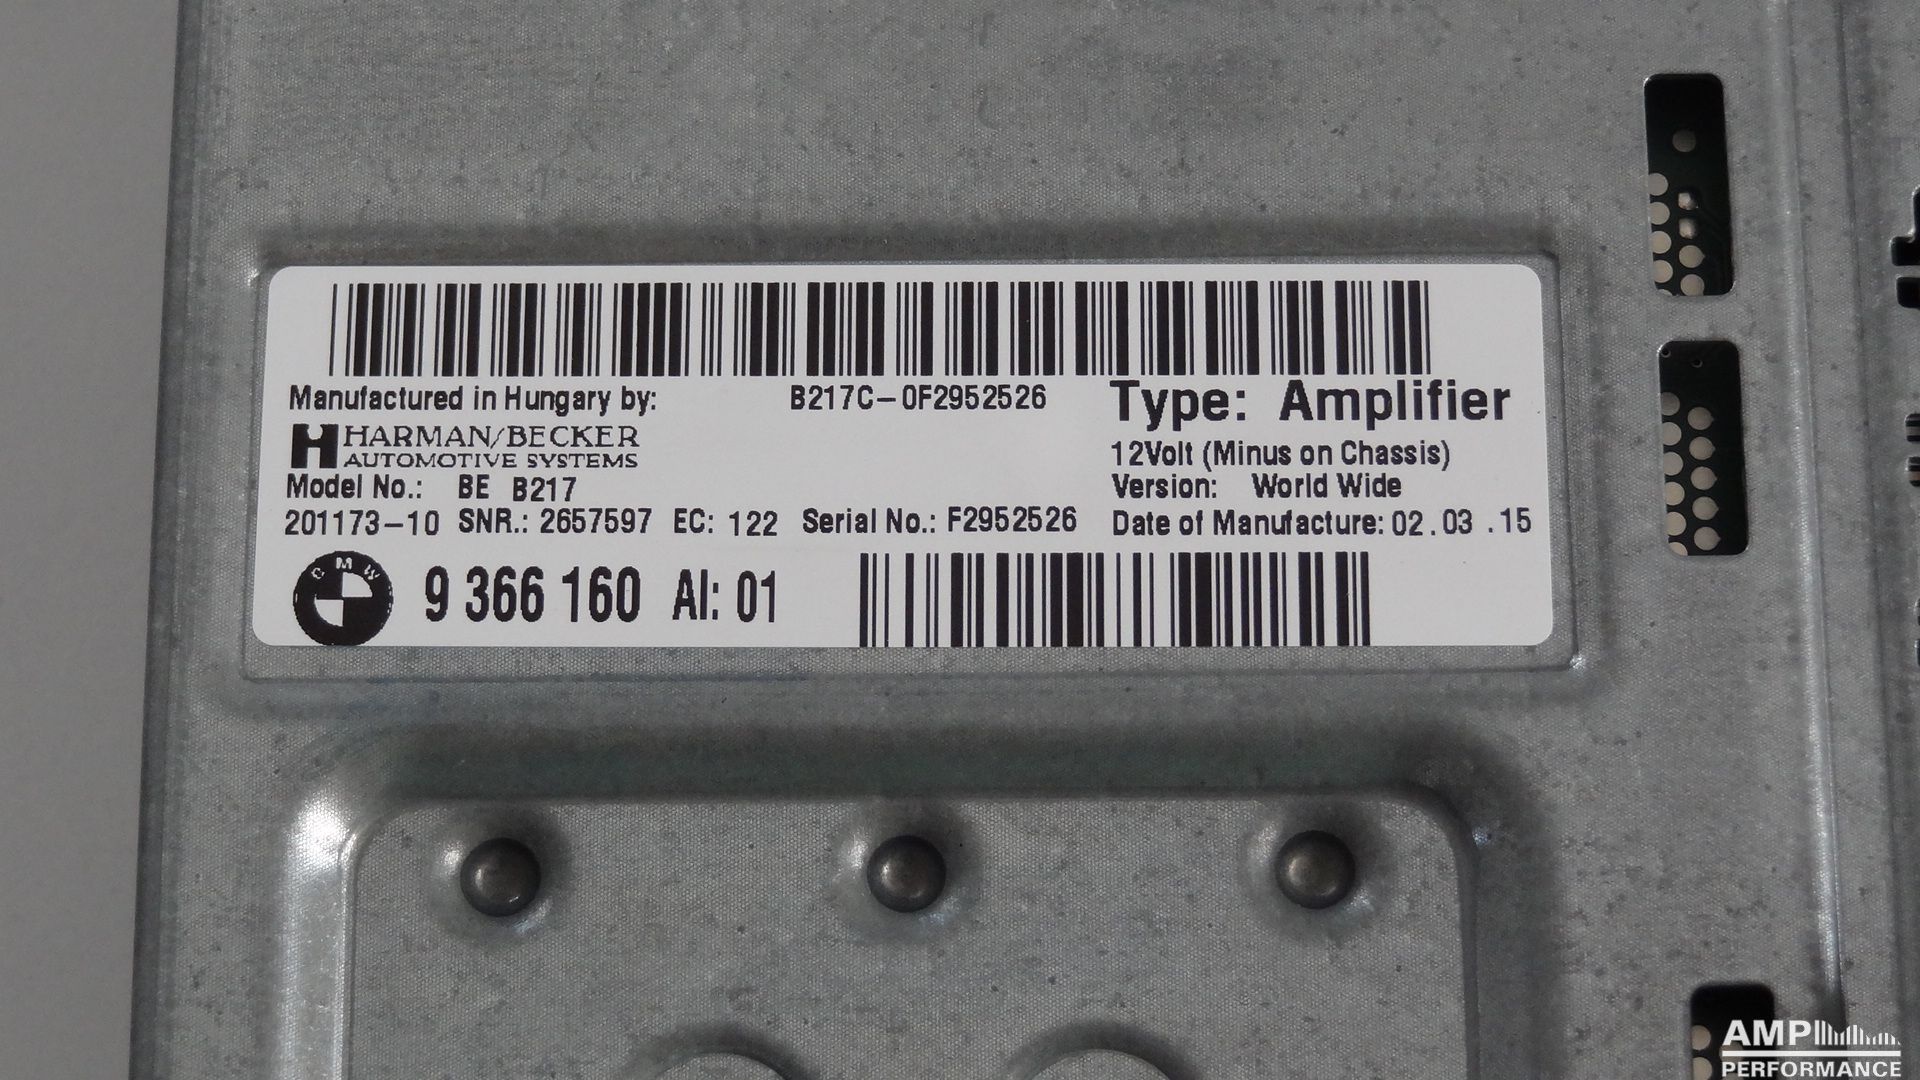 Manufactured in Hungary by:
B217C-0F2952526
Type: Amplifier
HARMAN/BECKER
AUTOMOTIVE SYSTEMS
12Volt (Minus on Chassis)
Model No.: BE B217
Version: World Wide
201173-10 SNR.: 2657597 EC: 122 Serial No.: F2952526
Date of Manufacture: 02.03 .15
BMW
9 366 160 AI: 01
AMP
PERFORMANCE